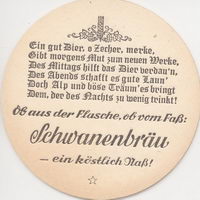 Ein gut Bier, o Zecher, merke,
Gibt morgens Mut zum neuen Werke,
Des Mittags hilft das Bier verdau'n,
Des Abends schafft es gute Laun'
Doch Alp und böse Träum'es bringt
Dem, der des Nachts zu wenig trinkt!
Ob aus der Flasche, ob vom Faß:
Schwanenbräu
– ein köstlich Naß!